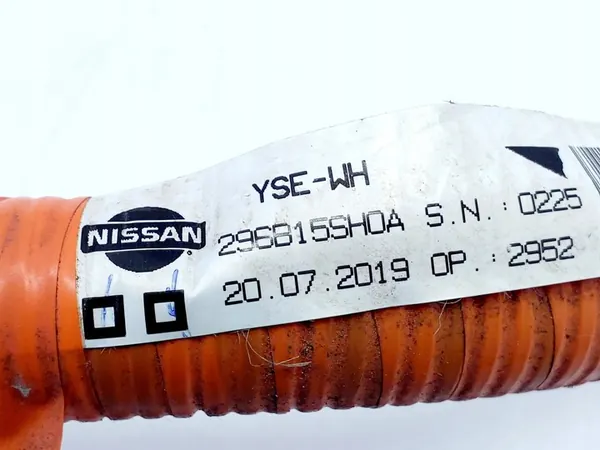 YSE-WH
NISSAN
296B15SH0A S.N.: 0225
20.07.2019 OP.: 2952